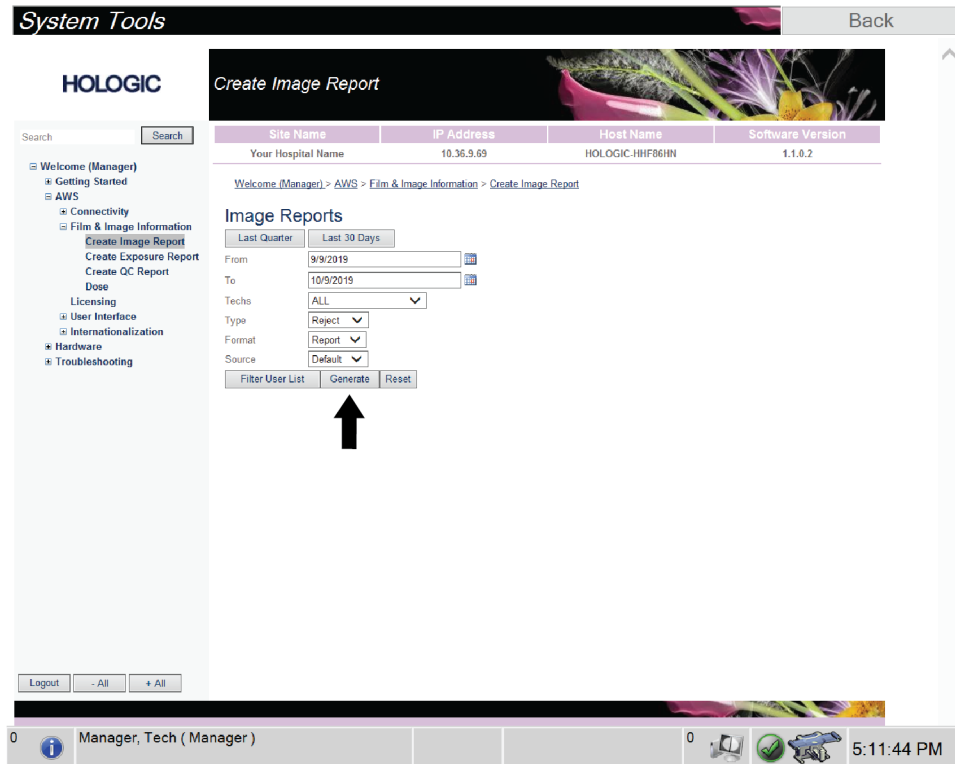 System Tools
Back
HOLOGIC
Create Image Report
Search
Search
Site Name
IP Address
Host Name
Software Version
Your Hospital Name
10.36.9.69
HOLOGIC-HHF86HN
1.1.0.2
Welcome (Manager)
Getting Started
AWS
Connectivity
Film & Image Information
Create Image Report
Create Exposure Report
Create QC Report
Dose
Licensing
User Interface
Internationalization
Hardware
Troubleshooting
Welcome (Manager) > AWS > Film & Image Information > Create Image Report
Image Reports
Last Quarter
Last 30 Days
From 9/9/2019
To 10/9/2019
Techs ALL
Type Reject
Format Report
Source Default
Filter User List
Generate
Reset
Logout
- All
+ All
0
Manager, Tech ( Manager )
0
5:11:44 PM